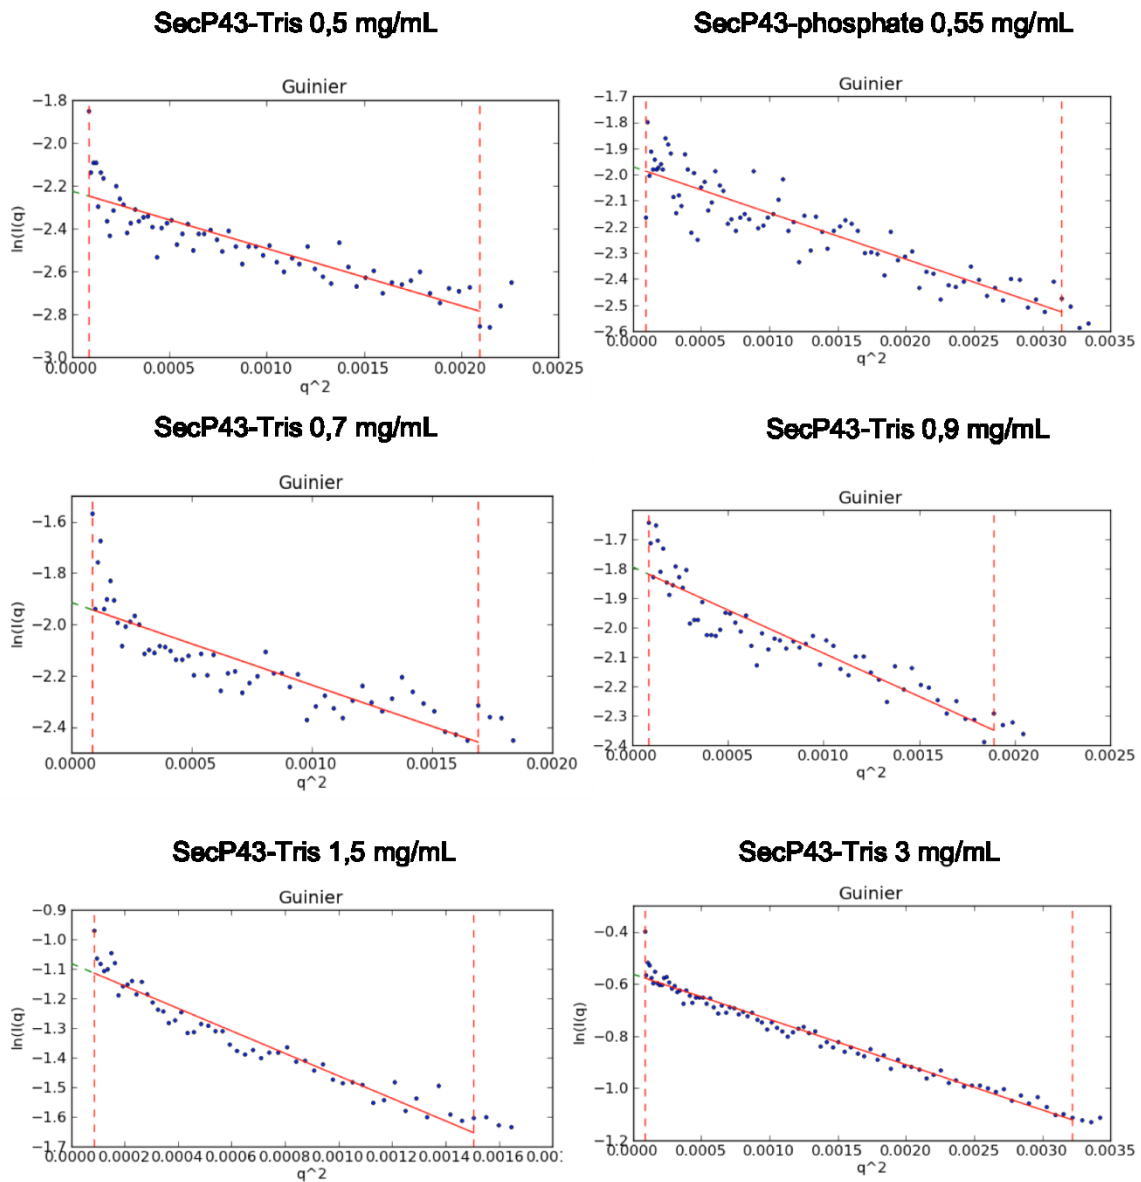 SecP43-Tris 0,5 mg/mL
SecP43-phosphate 0,55 mg/mL
Guinier
−1.8
−2.0
−2.2
−2.4
−2.6
−2.8
−3.0
ln(I(q)
0.0000 0.0005 0.0010 0.0015 0.0020 0.0025
q^2
Guinier
−1.7
−1.8
−1.9
−2.0
−2.1
−2.2
−2.3
−2.4
−2.5
−2.6
ln(I(q)
0.0000 0.0005 0.0010 0.0015 0.0020 0.0025 0.0030 0.0035
q^2
SecP43-Tris 0,7 mg/mL
SecP43-Tris 0,9 mg/mL
Guinier
−1.6
−1.8
−2.0
−2.2
−2.4
ln(I(q)
0.0000 0.0005 0.0010 0.0015 0.0020
q^2
Guinier
−1.7
−1.8
−1.9
−2.0
−2.1
−2.2
−2.3
−2.4
ln(I(q)
0.0000 0.0005 0.0010 0.0015 0.0020 0.0025
q^2
SecP43-Tris 1,5 mg/mL
SecP43-Tris 3 mg/mL
Guinier
−0.9
−1.0
−1.1
−1.2
−1.3
−1.4
−1.5
−1.6
−1.7
ln(I(q)
0.0000 0.0002 0.0004 0.0006 0.0008 0.0010 0.0012 0.0014 0.0016
q^2
Guinier
−0.4
−0.6
−0.8
−1.0
−1.2
ln(I(q)
0.0000 0.0005 0.0010 0.0015 0.0020 0.0025 0.0030 0.0035
q^2